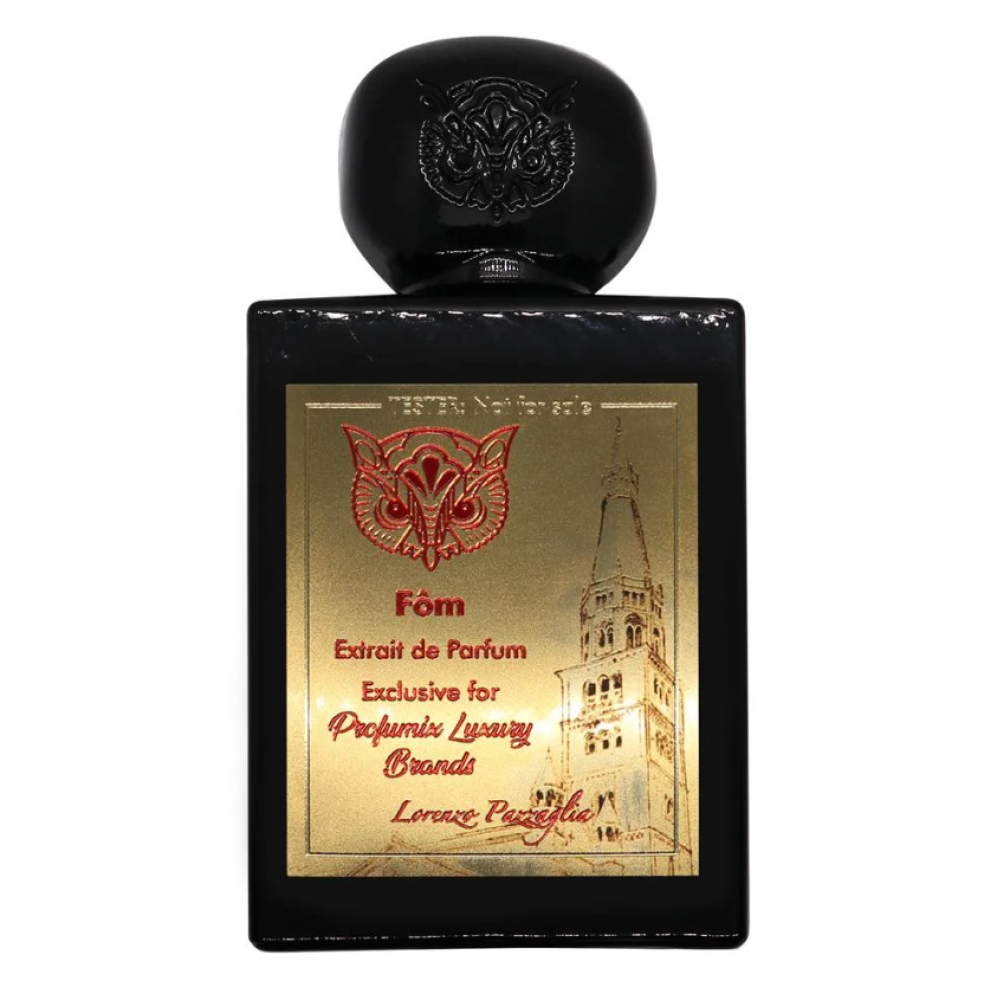 TESTER: Not for sale
Fôm
Extrait de Parfum
Exclusive for
Profumix Luxury
Brands
Lorenzo Pazzaglia